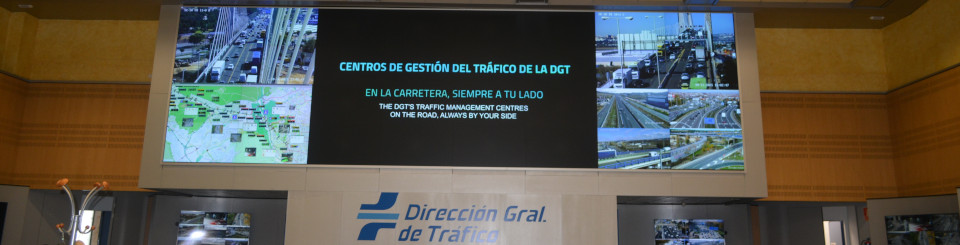 CENTROS DE GESTIÓN DEL TRÁFICO DE LA DGT
EN LA CARRETERA, SIEMPRE A TU LADO
THE DGT'S TRAFFIC MANAGEMENT CENTRES
ON THE ROAD, ALWAYS BY YOUR SIDE
Dirección Gral.
de Tráfico